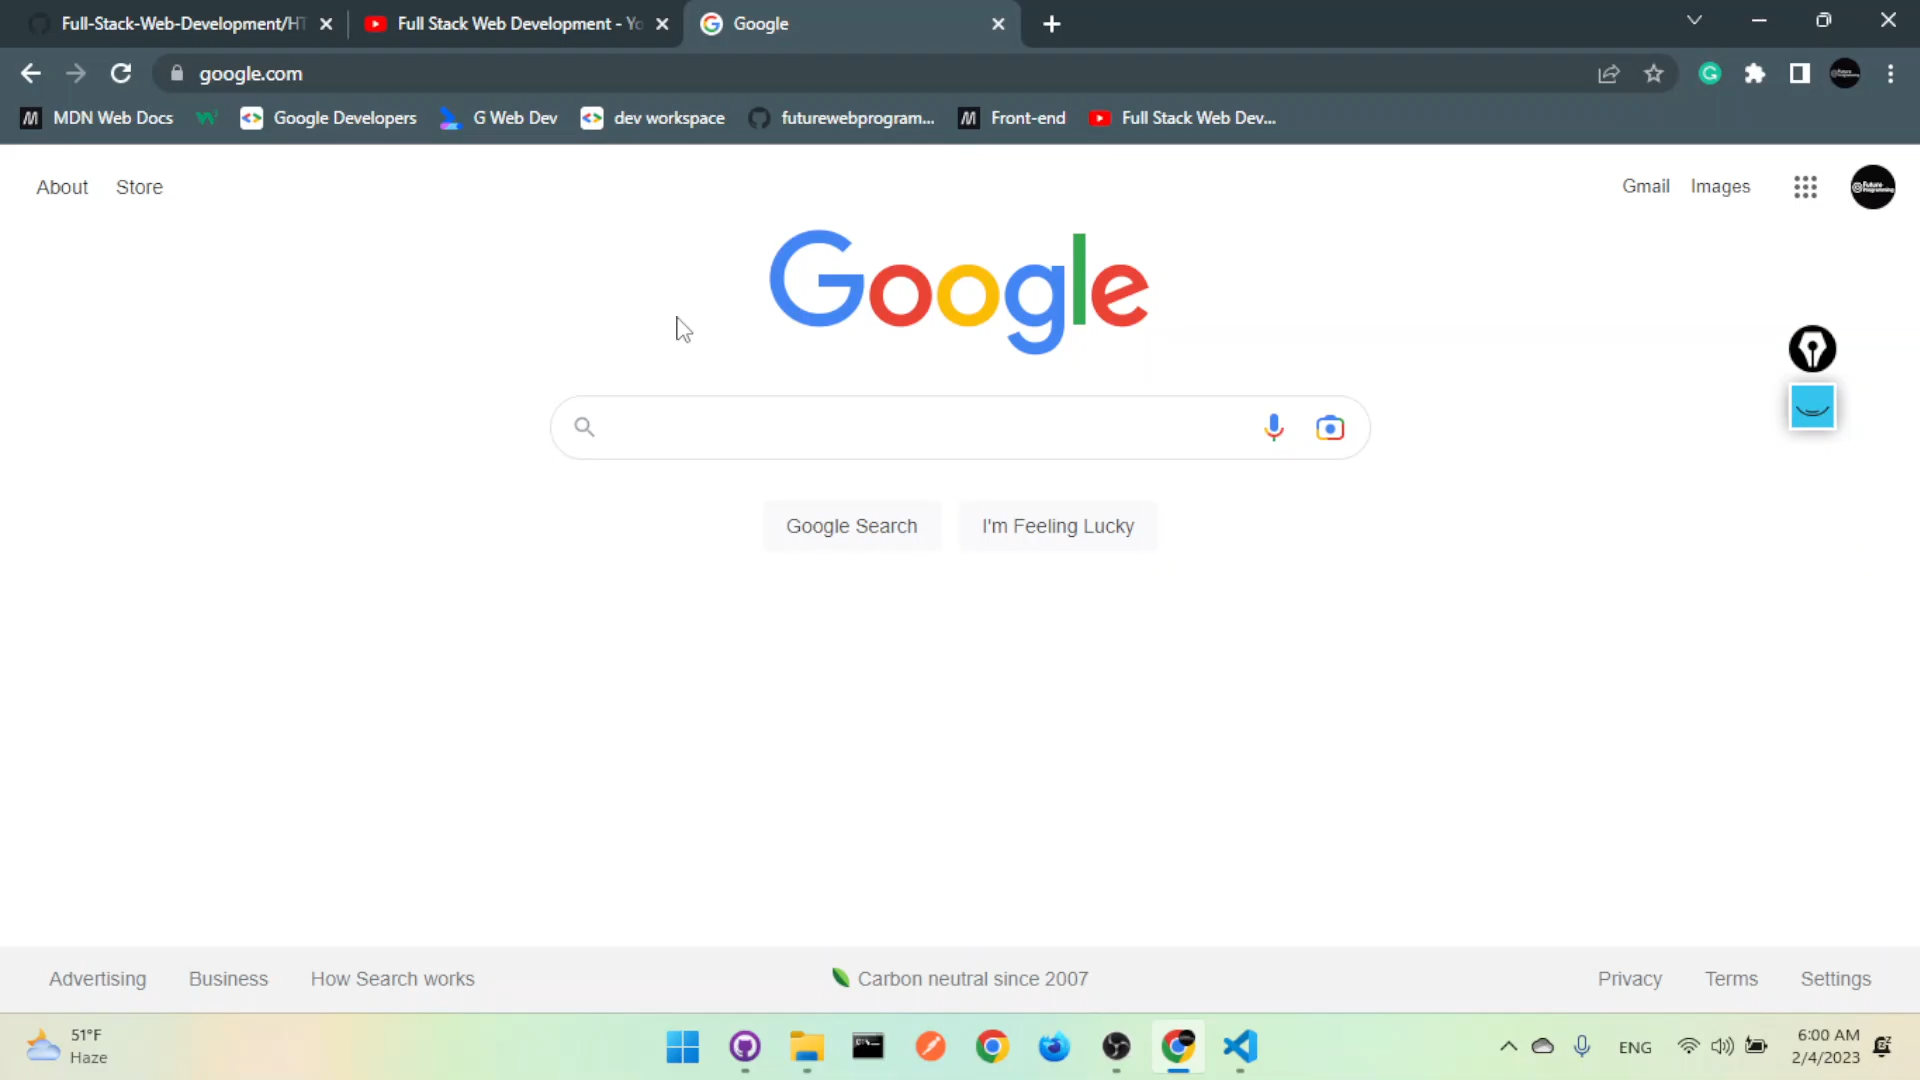 Full-Stack-Web-Development/HT
Full Stack Web Development - Yo
Google
google.com
MDN Web Docs
Google Developers
G Web Dev
dev workspace
futurewebprogram...
Front-end
Full Stack Web Dev...
About
Store
Gmail
Images
Google
Google Search
I'm Feeling Lucky
Advertising
Business
How Search works
Carbon neutral since 2007
Privacy
Terms
Settings
51°F
Haze
ENG
6:00 AM
2/4/2023